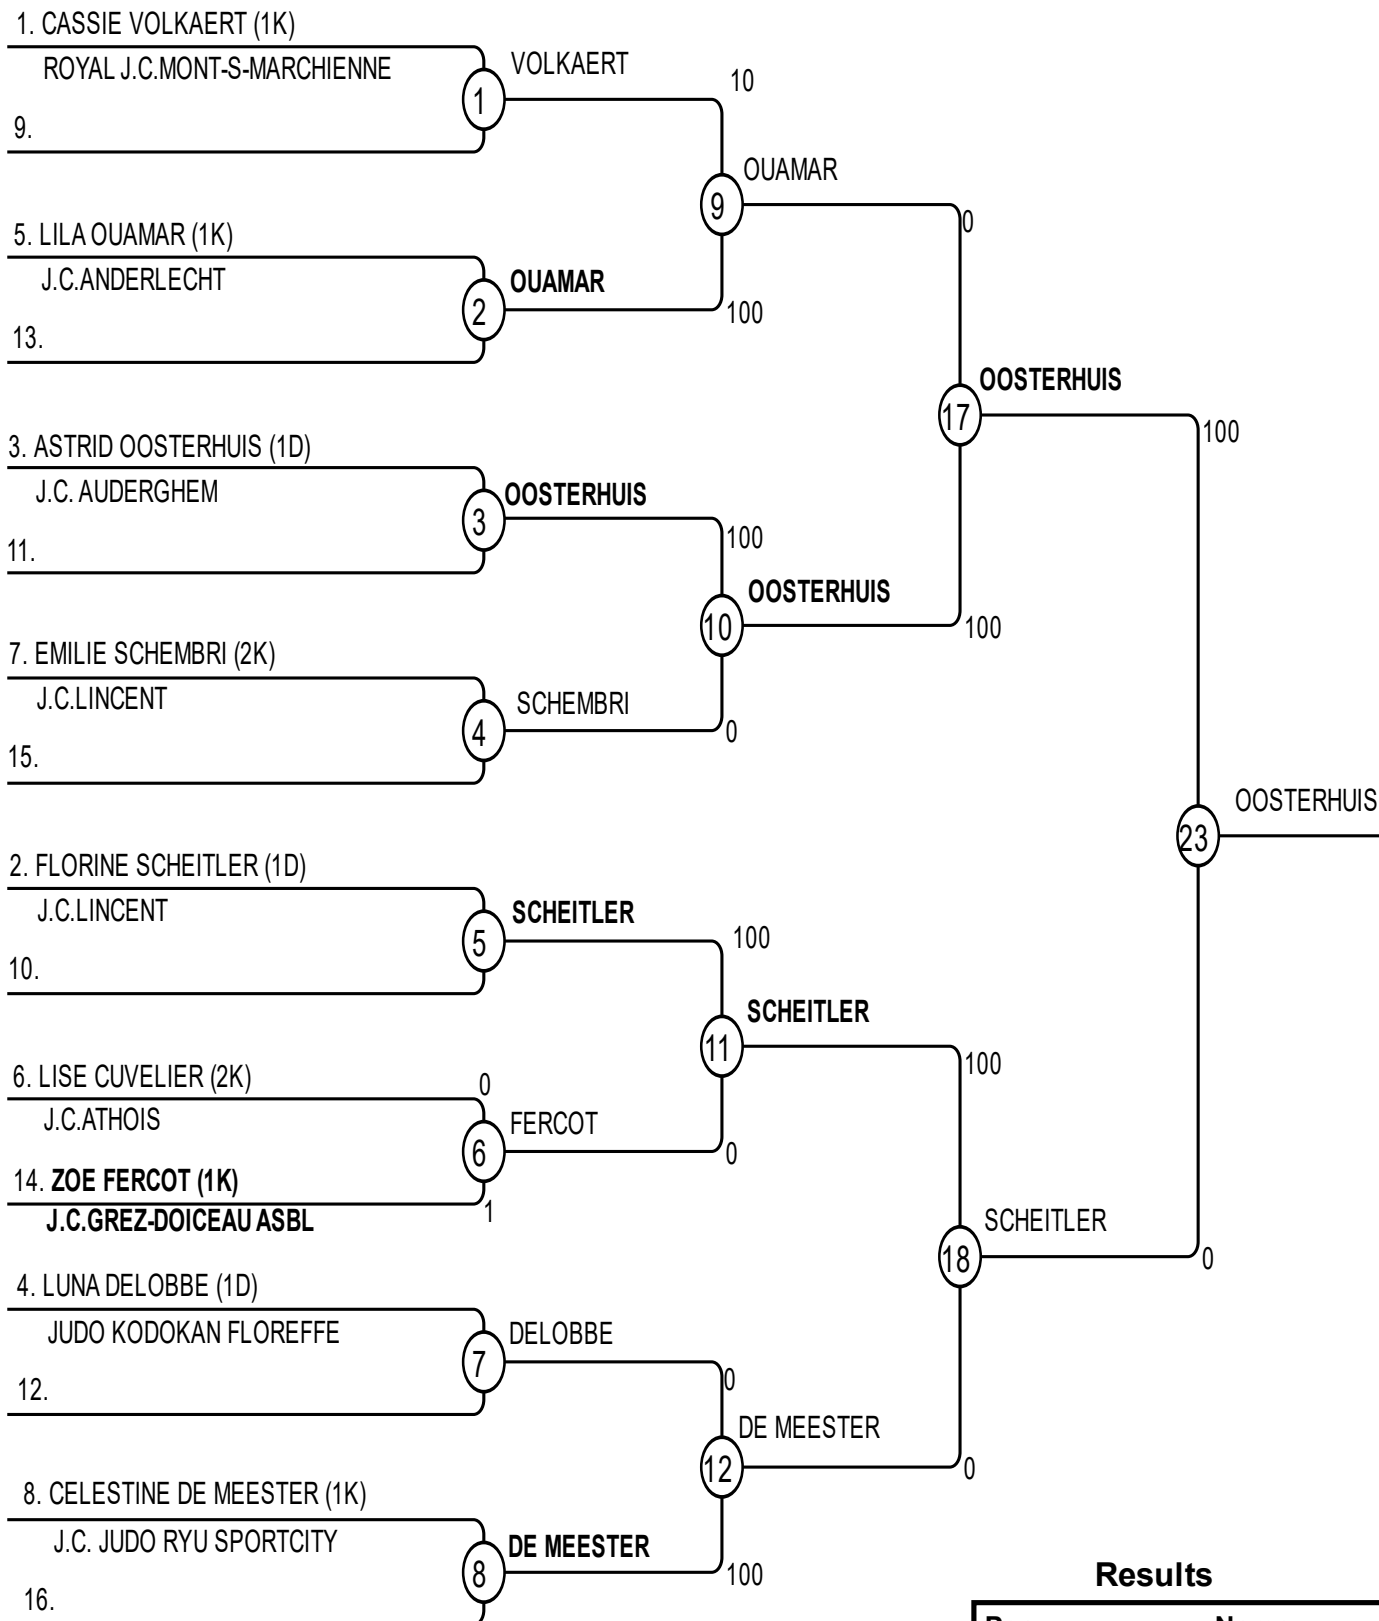 1. CASSIE VOLKAERT (1K)
ROYAL J.C.MONT-S-MARCHIENNE
9.
1
VOLKAERT
10
5. LILA OUAMAR (1K)
J.C.ANDERLECHT
13.
2
OUAMAR
100
9
OUAMAR
0
3. ASTRID OOSTERHUIS (1D)
J.C. AUDERGHEM
11.
3
OOSTERHUIS
100
7. EMILIE SCHEMBRI (2K)
J.C.LINCENT
15.
4
SCHEMBRI
0
10
OOSTERHUIS
100
17
OOSTERHUIS
100
2. FLORINE SCHEITLER (1D)
J.C.LINCENT
10.
5
SCHEITLER
100
6. LISE CUVELIER (2K)
0
J.C.ATHOIS
14. ZOE FERCOT (1K)
1
J.C.GREZ-DOICEAU ASBL
6
FERCOT
0
11
SCHEITLER
100
4. LUNA DELOBBE (1D)
JUDO KODOKAN FLOREFFE
12.
7
DELOBBE
0
8. CELESTINE DE MEESTER (1K)
J.C. JUDO RYU SPORTCITY
16.
8
DE MEESTER
100
12
DE MEESTER
0
18
SCHEITLER
0
23
OOSTERHUIS
Results